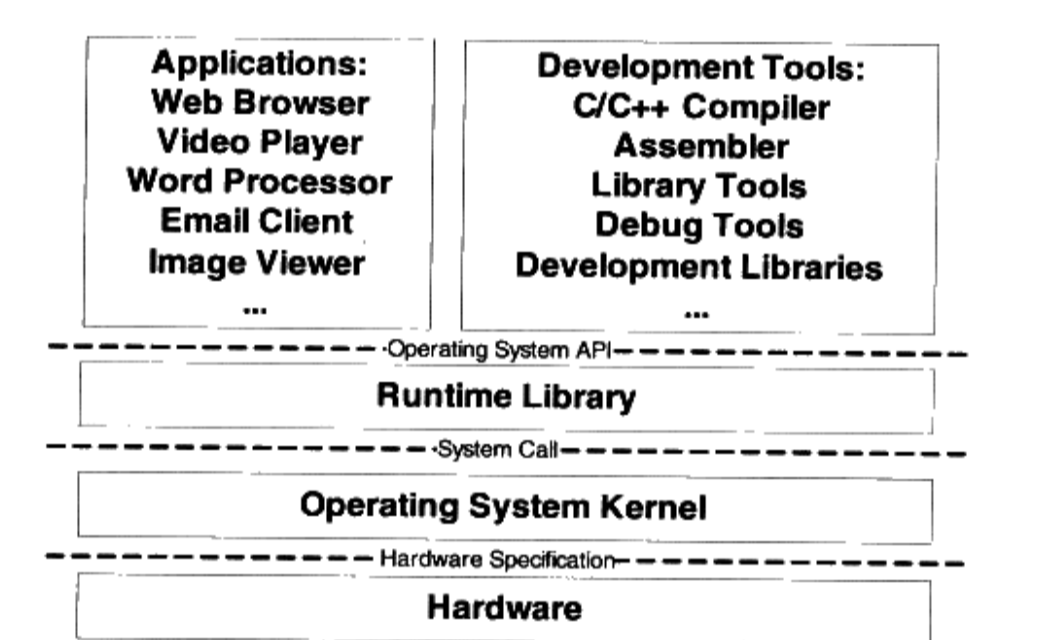 Applications:
Web Browser
Video Player
Word Processor
Email Client
Image Viewer
...
Development Tools:
C/C++ Compiler
Assembler
Library Tools
Debug Tools
Development Libraries
...
Operating System API
Runtime Library
System Call
Operating System Kernel
Hardware Specification
Hardware